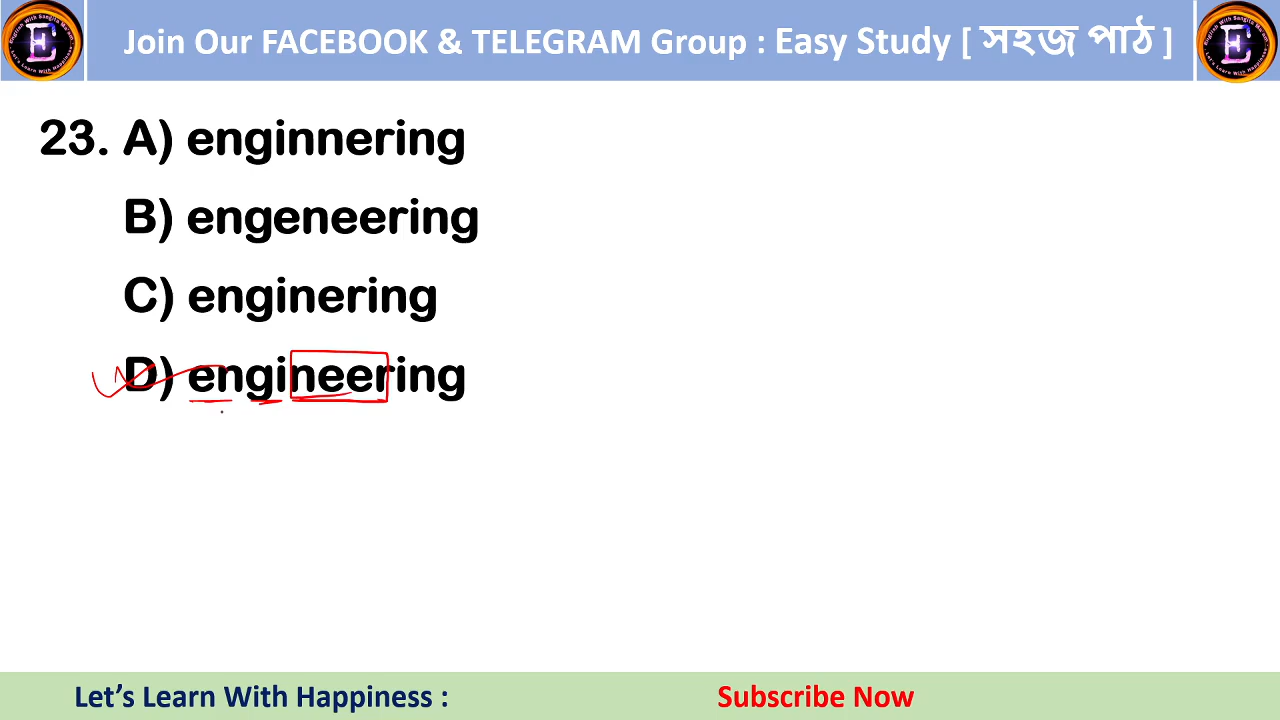 Join Our FACEBOOK & TELEGRAM Group : Easy Study [ সহজ পাঠ ]
23. A) enginnering
B) engeneering
C) enginering
D) engineering
Let’s Learn With Happiness :
Subscribe Now